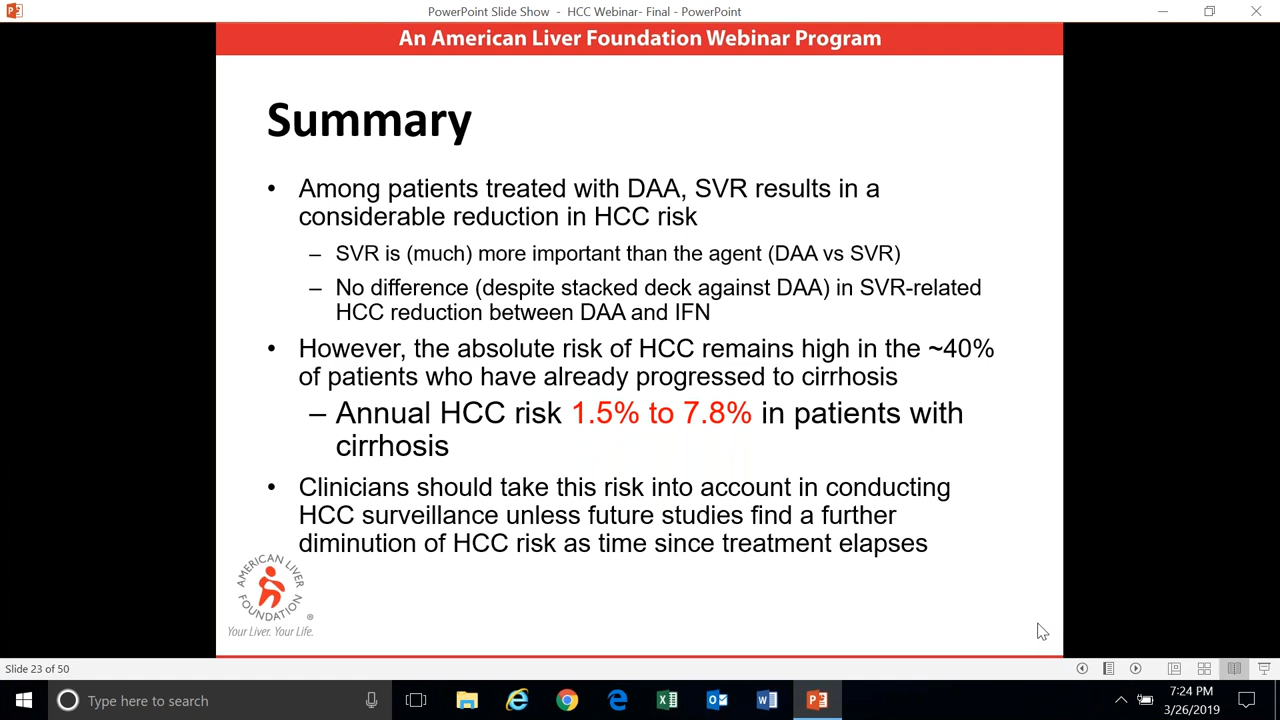 PowerPoint Slide Show - HCC Webinar- Final - PowerPoint
An American Liver Foundation Webinar Program
Summary
• Among patients treated with DAA, SVR results in a
considerable reduction in HCC risk
– SVR is (much) more important than the agent (DAA vs SVR)
– No difference (despite stacked deck against DAA) in SVR-related
HCC reduction between DAA and IFN
• However, the absolute risk of HCC remains high in the ~40%
of patients who have already progressed to cirrhosis
– Annual HCC risk 1.5% to 7.8% in patients with
cirrhosis
• Clinicians should take this risk into account in conducting
HCC surveillance unless future studies find a further
diminution of HCC risk as time since treatment elapses
AMERICAN LIVER
FOUNDATION
®
Your Liver. Your Life.
Slide 23 of 50
Type here to search
7:24 PM
3/26/2019